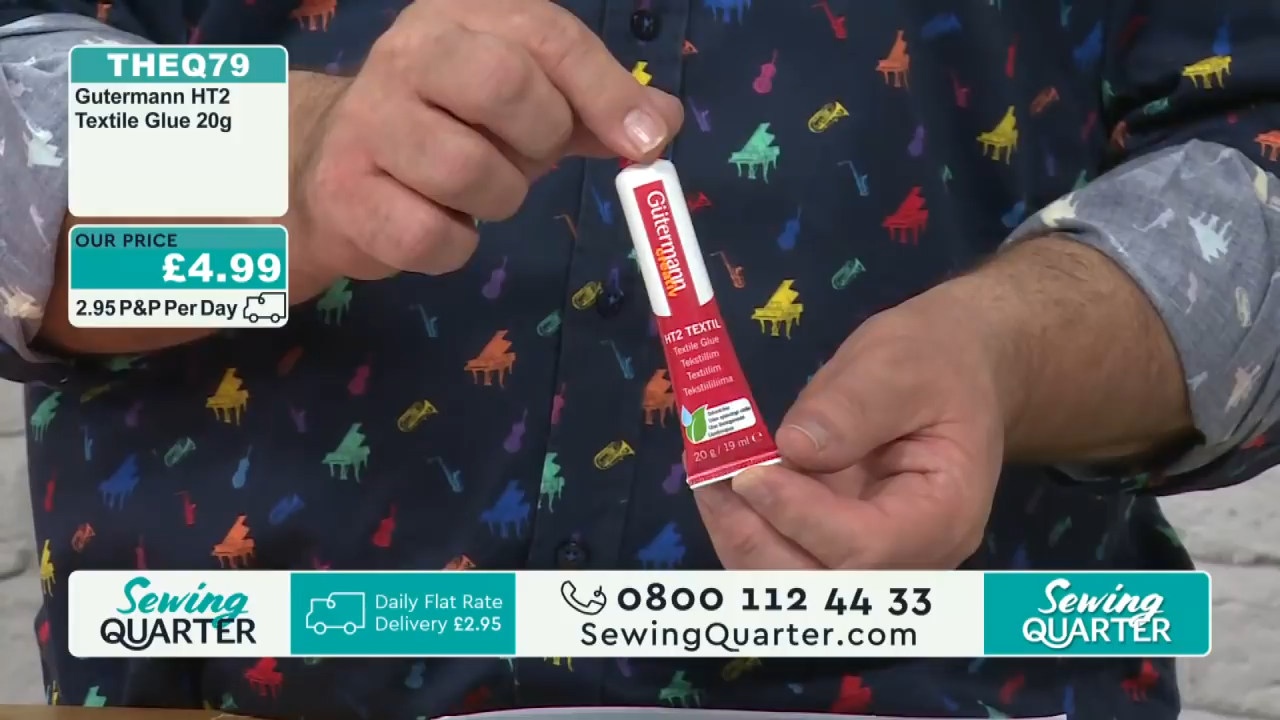 THEQ79
Gutermann HT2
Textile Glue 20g
OUR PRICE
£4.99
2.95 P&P Per Day
Gütermann
creativ
HT2 TEXTIL
Textile Glue
Tekstillim
Textillim
Tekstiililiima
20 g / 19 ml
Sewing
QUARTER
Daily Flat Rate
Delivery £2.95
0800 112 44 33
SewingQuarter.com
Sewing
QUARTER